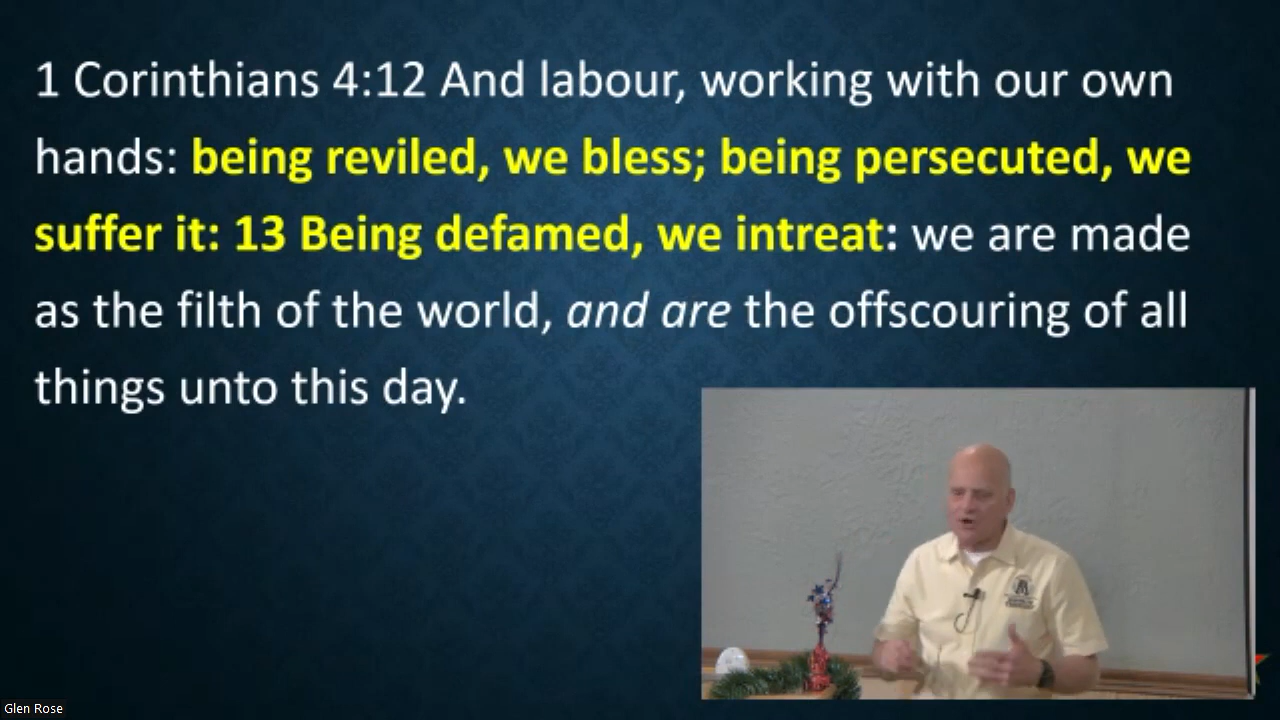 1 Corinthians 4:12 And labour, working with our own
hands: being reviled, we bless; being persecuted, we
suffer it: 13 Being defamed, we intreat: we are made
as the filth of the world, and are the offscouring of all
things unto this day.
Glen Rose